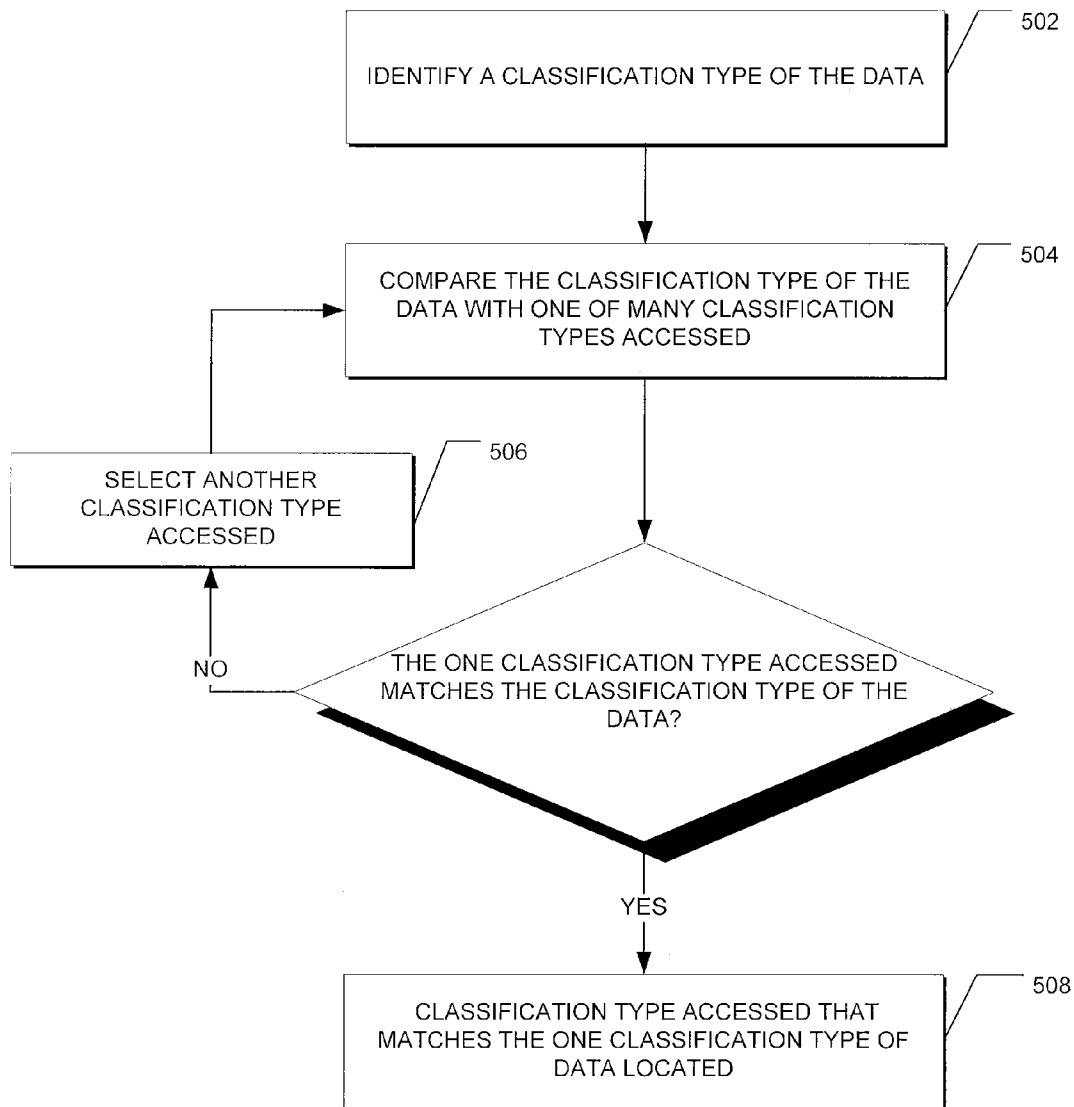 502
IDENTIFY A CLASSIFICATION TYPE OF THE DATA
504
COMPARE THE CLASSIFICATION TYPE OF THE
DATA WITH ONE OF MANY CLASSIFICATION
TYPES ACCESSED
506
SELECT ANOTHER
CLASSIFICATION TYPE
ACCESSED
NO
THE ONE CLASSIFICATION TYPE ACCESSED
MATCHES THE CLASSIFICATION TYPE OF THE
DATA?
YES
508
CLASSIFICATION TYPE ACCESSED THAT
MATCHES THE ONE CLASSIFICATION TYPE OF
DATA LOCATED